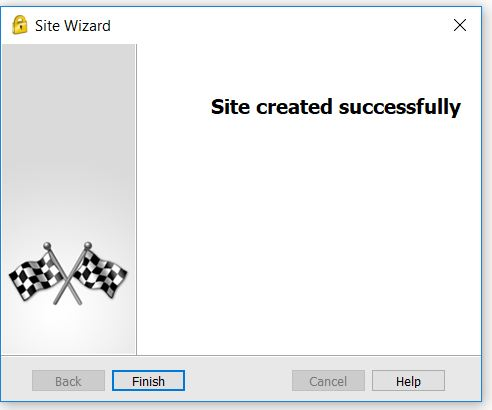 Site Wizard
Site created successfully
Back
Finish
Cancel
Help